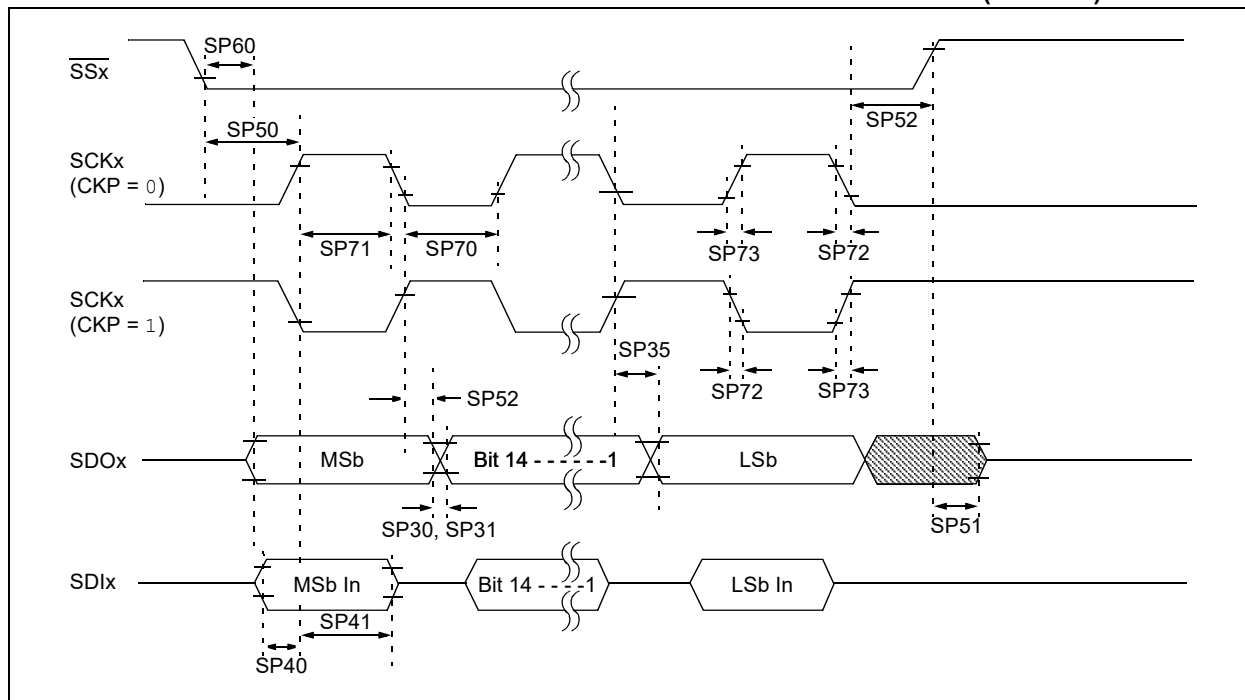 SP60
SSx
SP50
SP52
SCKx
(CKP = 0)
SP71
SP70
SP73
SP72
SCKx
(CKP = 1)
SP35
SP72
SP73
SP52
SDOx
MSb
Bit 14 - - - - - -1
LSb
SP30, SP31
SP51
SDIx
MSb In
Bit 14 - - - -1
LSb In
SP41
SP40